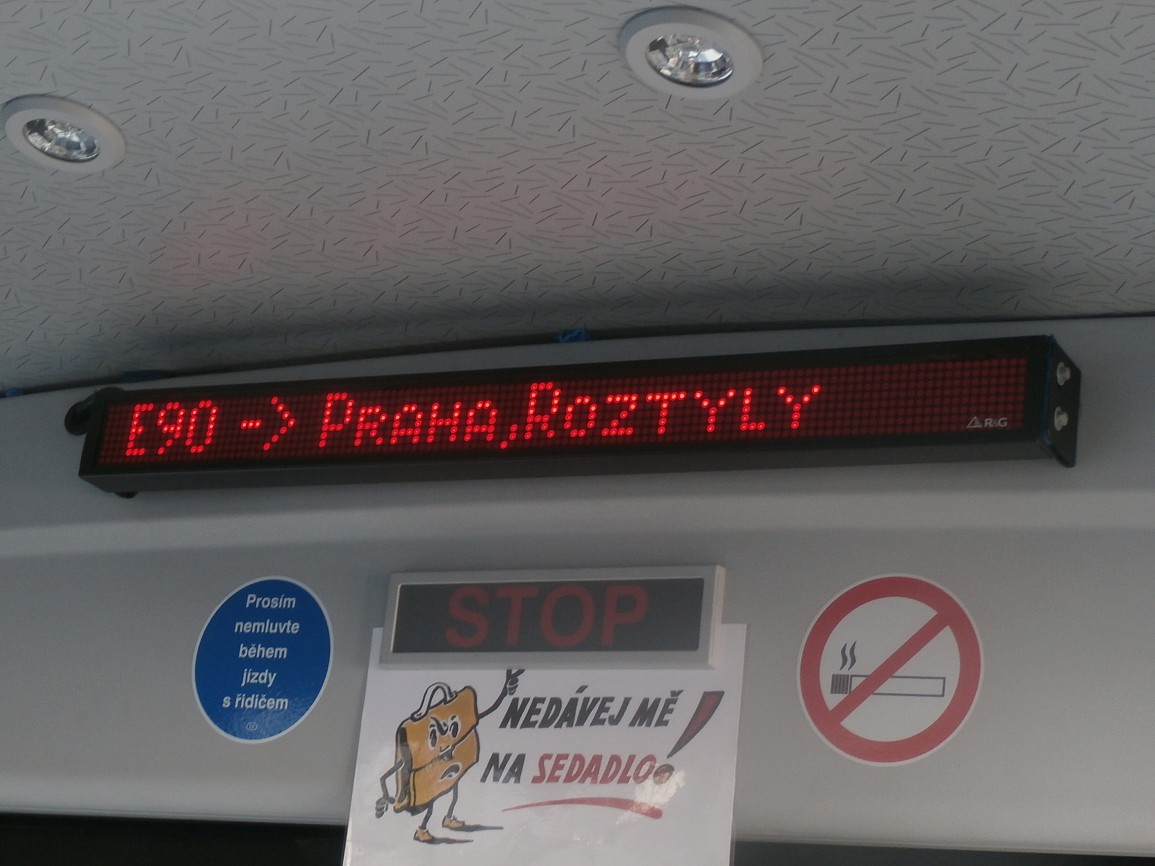 E90 -> PRAHA,ROZTYLY
R&G
Prosím
nemluvte
během
jízdy
s řidičem
STOP
NEDÁVEJ MĚ
NA SEDADLO!